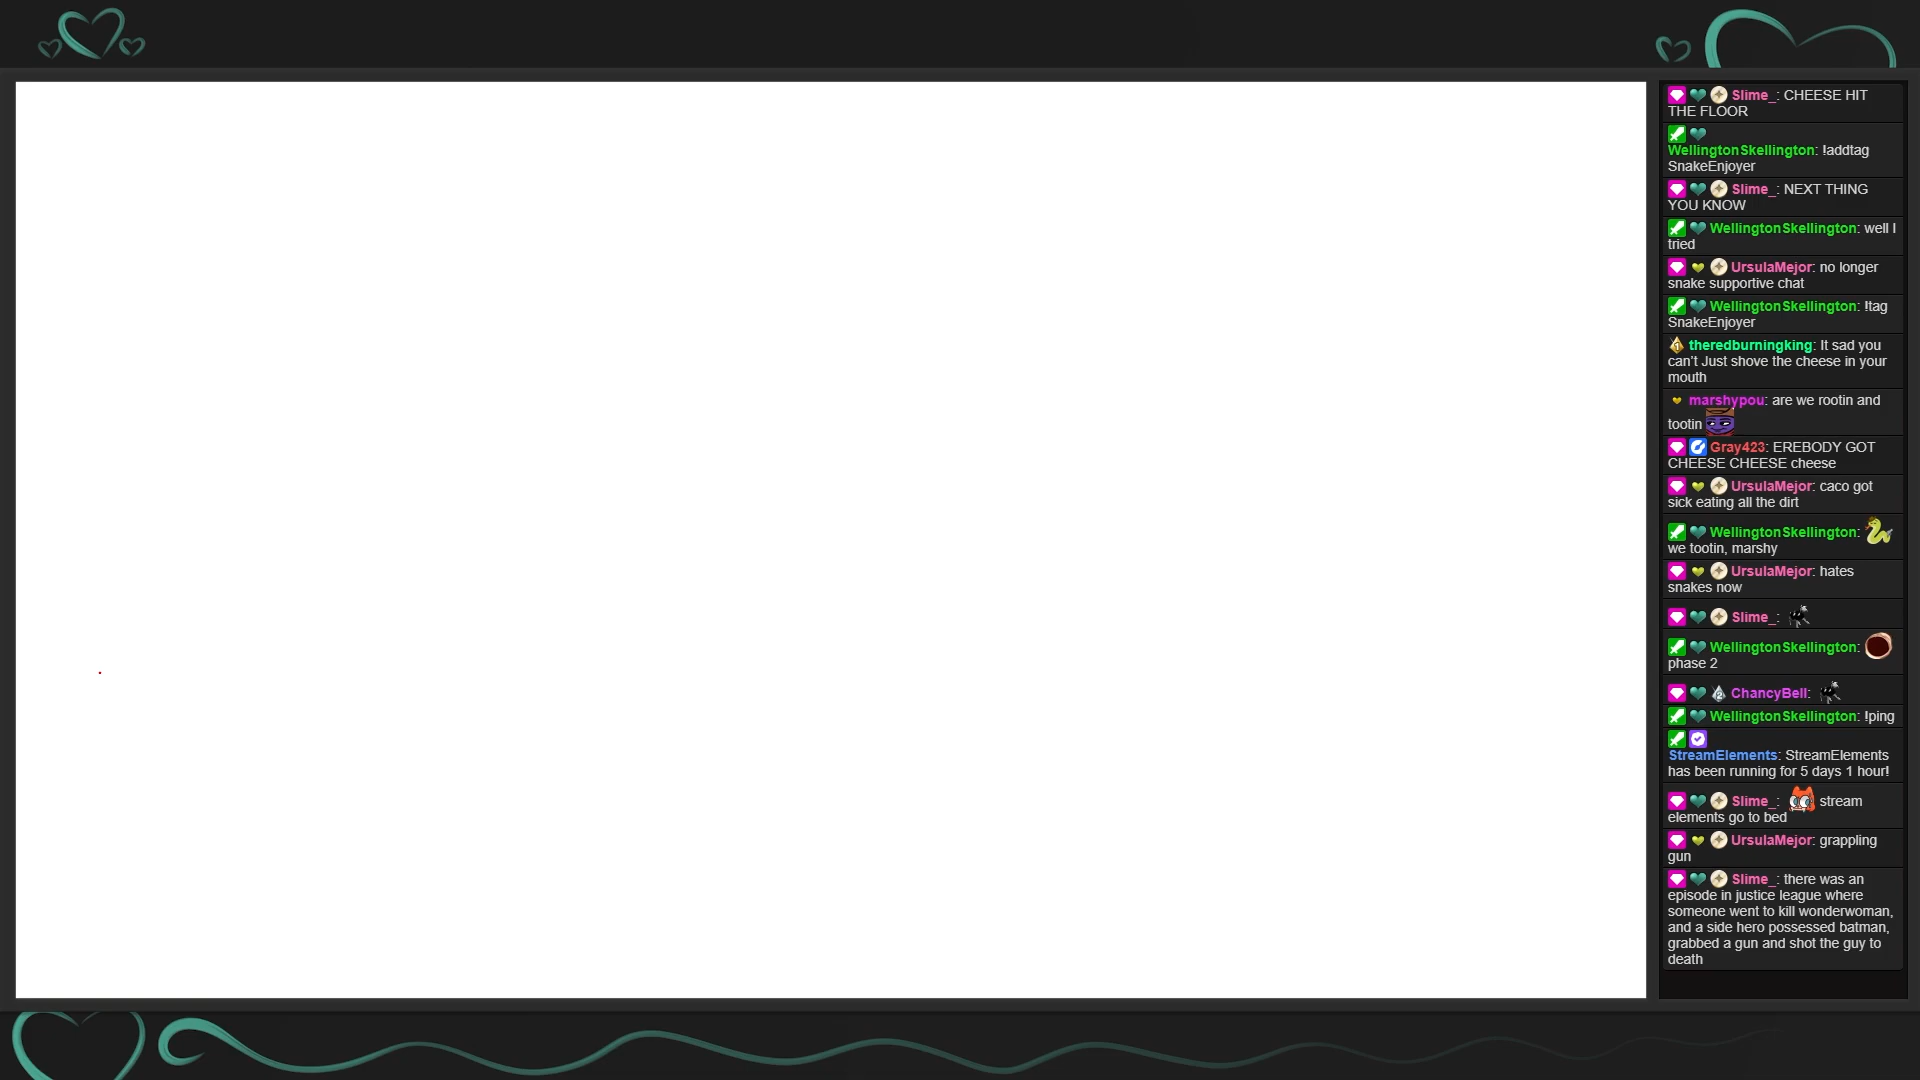 Slime_: CHEESE HIT
THE FLOOR
WellingtonSkellington: !addtag
SnakeEnjoyer
Slime_: NEXT THING
YOU KNOW
WellingtonSkellington: well I
tried
UrsulaMejor: no longer
snake supportive chat
WellingtonSkellington: !tag
SnakeEnjoyer
theredburningking: It sad you
can't Just shove the cheese in your
mouth
marshypou: are we rootin and
tootin
Gray423: EREBODY GOT
CHEESE CHEESE cheese
UrsulaMejor: caco got
sick eating all the dirt
WellingtonSkellington:
we tootin, marshy
UrsulaMejor: hates
snakes now
Slime_:
WellingtonSkellington:
phase 2
ChancyBell:
WellingtonSkellington: !ping
StreamElements: StreamElements
has been running for 5 days 1 hour!
Slime_: stream
elements go to bed
UrsulaMejor: grappling
gun
Slime_: there was an
episode in justice league where
someone went to kill wonderwoman,
and a side hero possessed batman,
grabbed a gun and shot the guy to
death